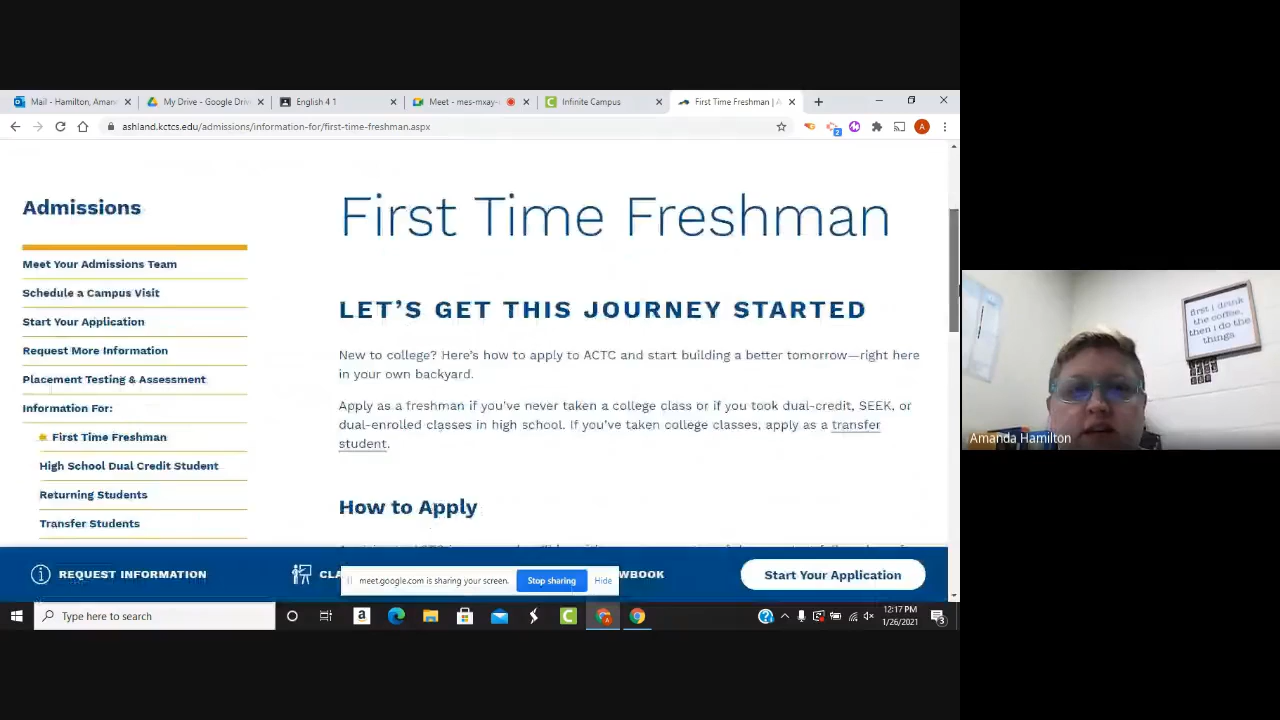 Mail - Hamilton, Aman
My Drive - Google Driv
English 4 1
Meet - mes-mxay-
Infinite Campus
First Time Freshman | A
ashland.kctcs.edu/admissions/information-for/first-time-freshman.aspx
2
A
Admissions
Meet Your Admissions Team
Schedule a Campus Visit
Start Your Application
Request More Information
Placement Testing & Assessment
Information For:
First Time Freshman
High School Dual Credit Student
Returning Students
Transfer Students
First Time Freshman
LET'S GET THIS JOURNEY STARTED
New to college? Here's how to apply to ACTC and start building a better tomorrow—right here
in your own backyard.
Apply as a freshman if you've never taken a college class or if you took dual-credit, SEEK, or
dual-enrolled classes in high school. If you've taken college classes, apply as a transfer
student.
How to Apply
REQUEST INFORMATION
CLA
WBOOK
Start Your Application
meet.google.com is sharing your screen.
Stop sharing
Hide
Type here to search
12:17 PM
1/26/2021
3
first i drink
the coffee,
then i do the
things
Amanda Hamilton